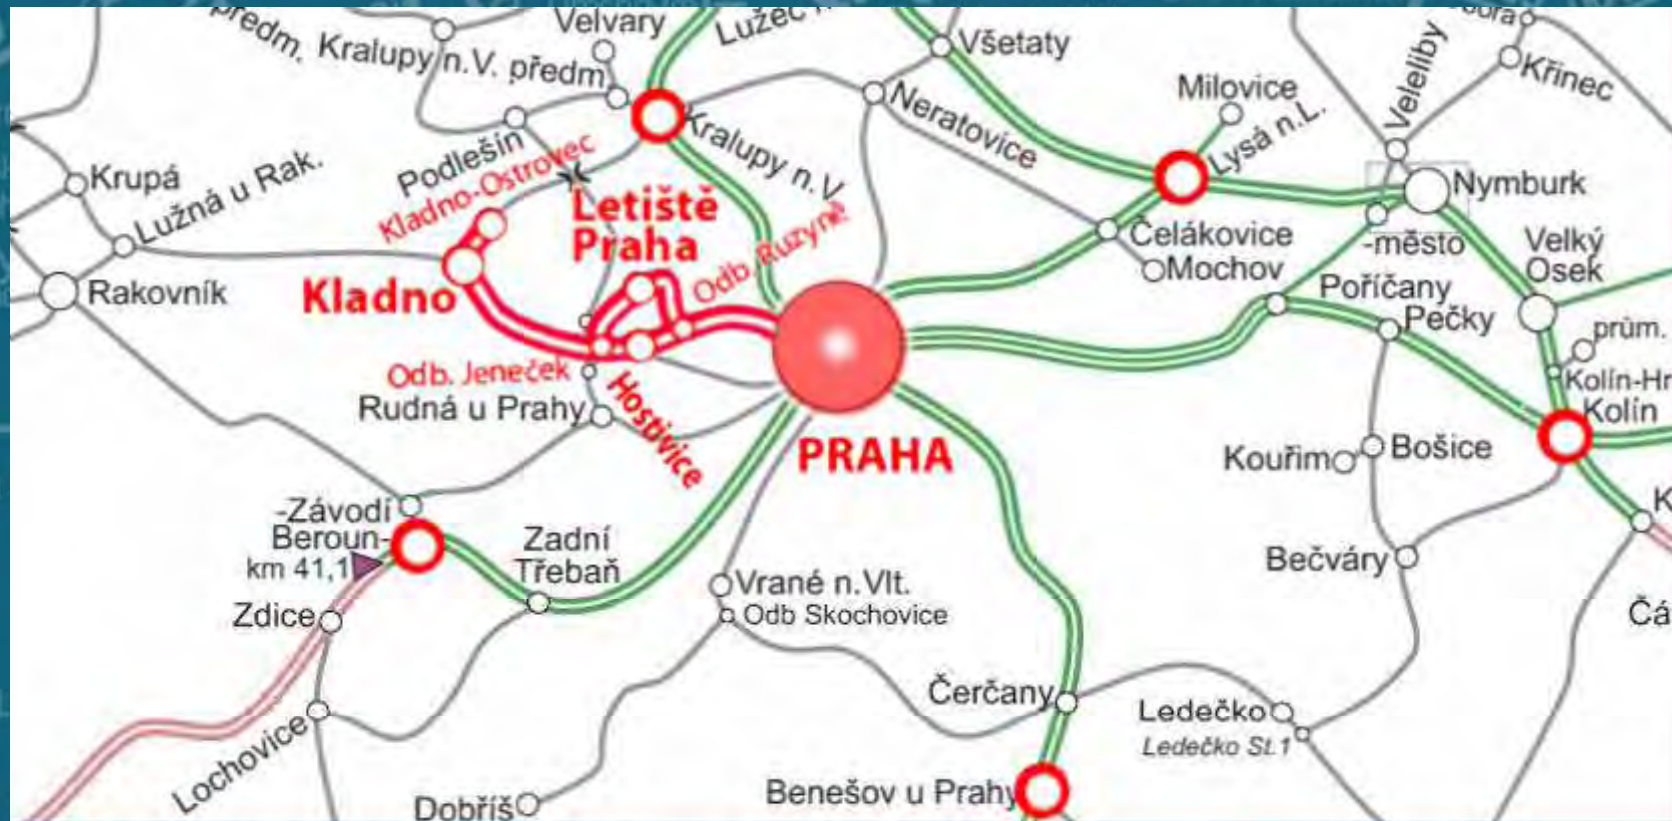 předm.
Kralupy n.V. předm.
Velvary
Lužec n.
Všetaty
Milovice
Lysá n.L.
Veleliby
Křinec
Neratovice
Podlešín
Kladno-Ostrovec
Kralupy n.V.
Krupá
Lužná u Rak.
Letiště
Praha
Odb. Ruzyně
Nymburk
-město
Čelákovice
Mochov
Velký
Osek
Rakovník
Kladno
Poříčany
Pečky
prům.
Kolín-Hr
Kolín
Odb. Jeneček
Rudná u Prahy
Hostivice
PRAHA
Kouřim
Bošice
-Závodí
Beroun-
km 41,1
Zadní
Třebaň
Bečváry
Vrané n.Vlt.
Odb Skochovice
Zdice
K
Čá
Čerčany
Ledečko
Ledečko St.1
Lochovice
Dobříš
Benešov u Prahy